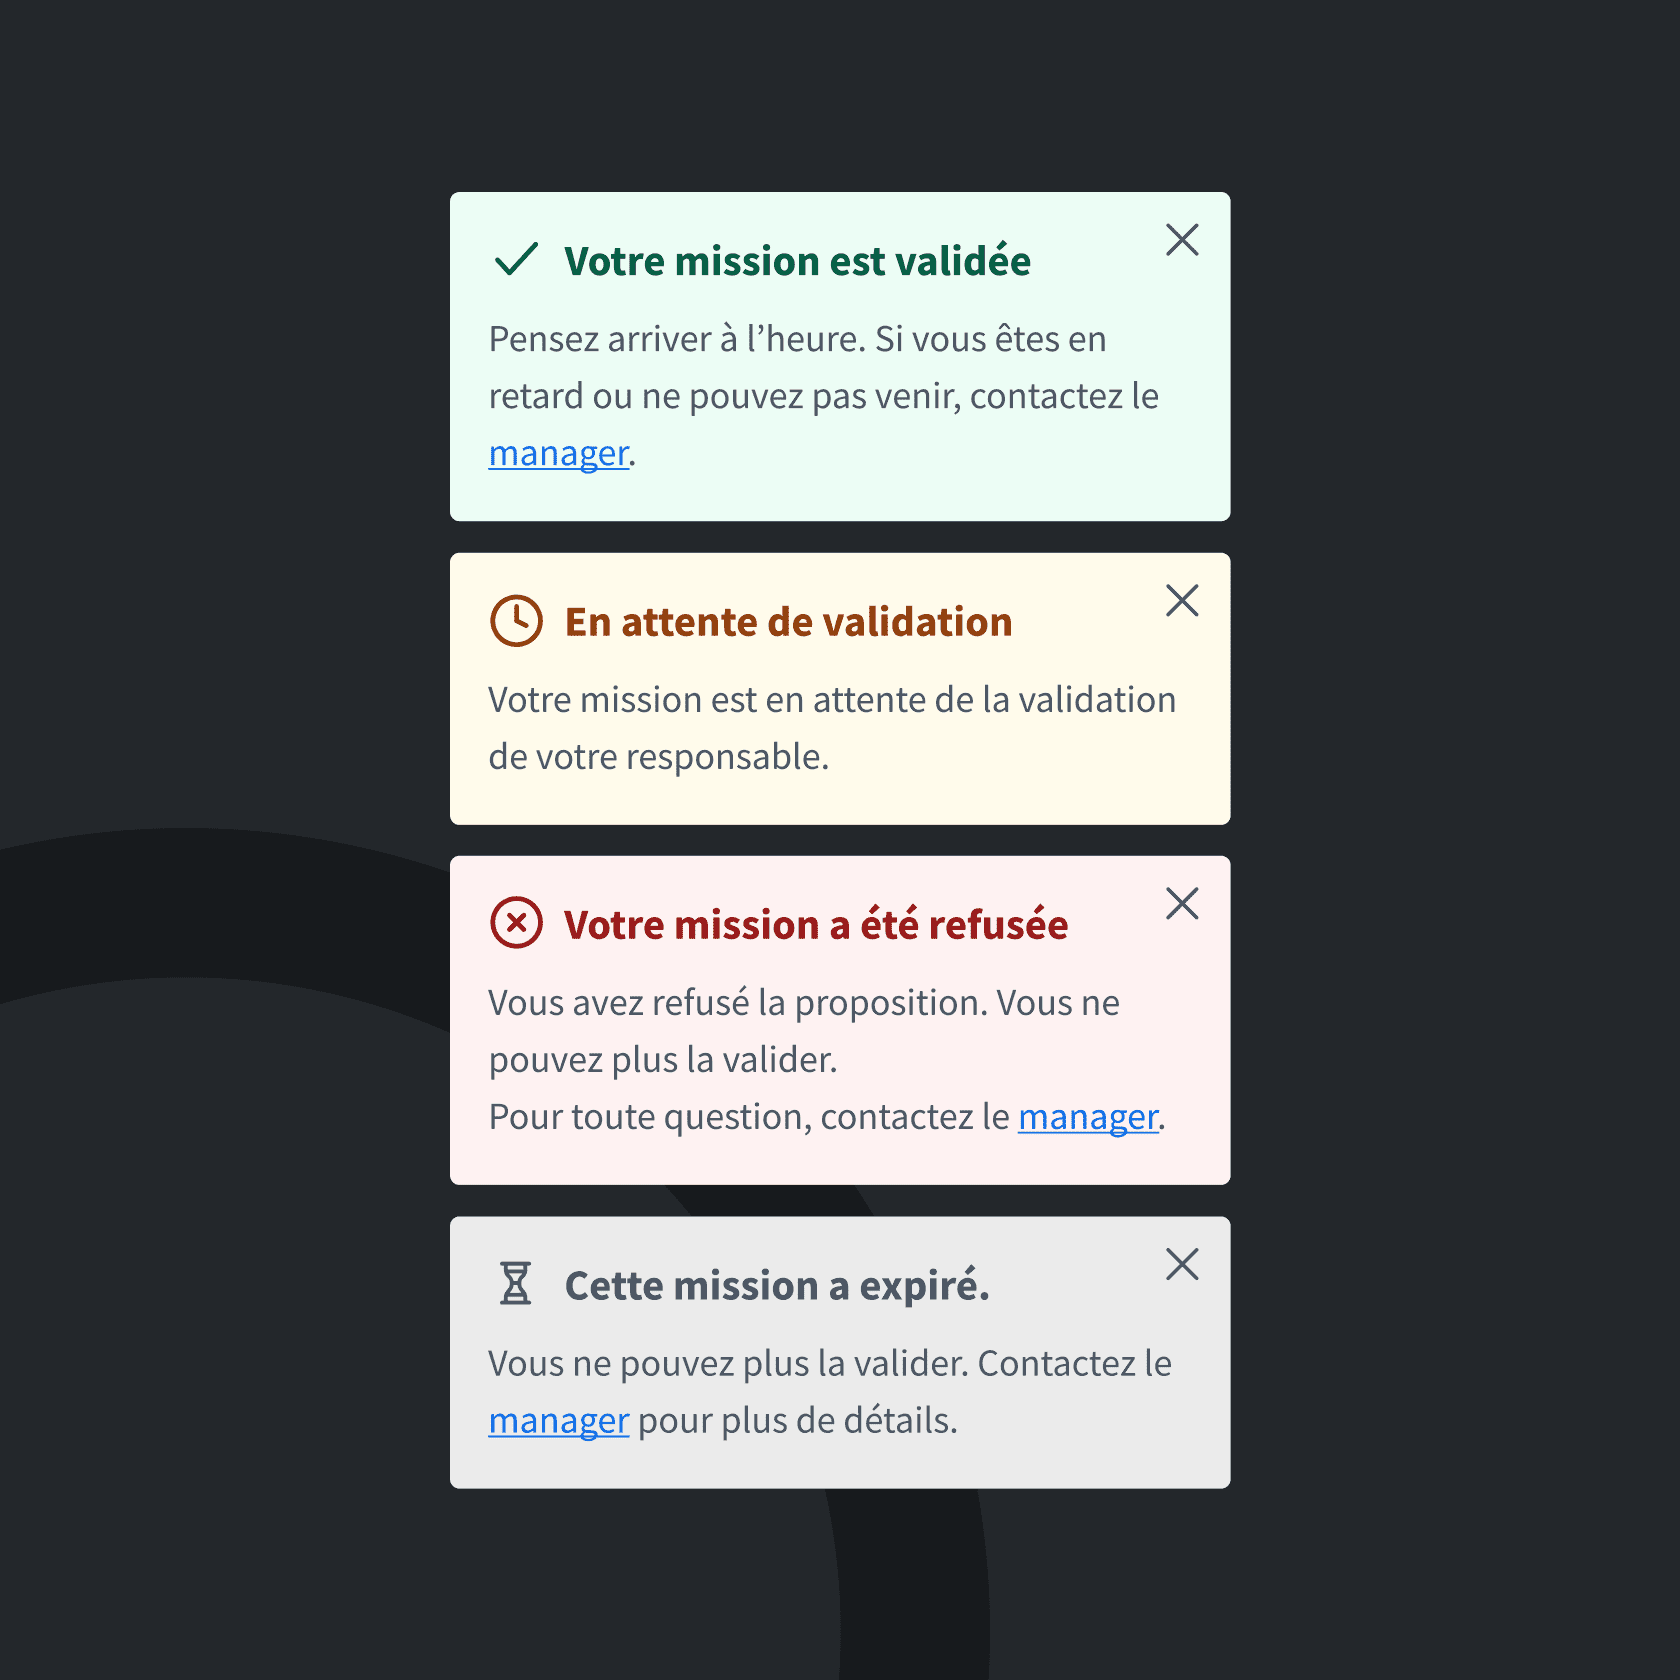 Votre mission est validée
Pensez arriver à l’heure. Si vous êtes en
retard ou ne pouvez pas venir, contactez le
manager.
En attente de validation
Votre mission est en attente de la validation
de votre responsable.
Votre mission a été refusée
Vous avez refusé la proposition. Vous ne
pouvez plus la valider.
Pour toute question, contactez le manager.
Cette mission a expiré.
Vous ne pouvez plus la valider. Contactez le
manager pour plus de détails.